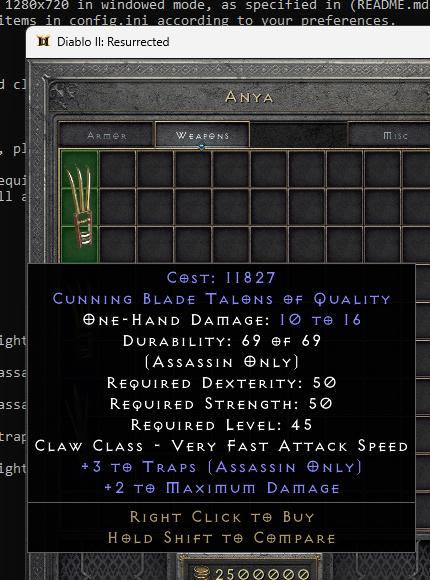 1280x720 in windowed mode, as specified in (README.md
items in config.ini according to your preferences.
Diablo II: Resurrected
Anya
Armor
Weapons
Misc
Cost: 11827
Cunning Blade Talons of Quality
One-Hand Damage: 10 to 16
Durability: 69 of 69
(Assassin Only)
Required Dexterity: 50
Required Strength: 50
Required Level: 45
Claw Class - Very Fast Attack Speed
+3 to Traps (Assassin Only)
+2 to Maximum Damage
Right Click to Buy
Hold Shift to Compare
2500000